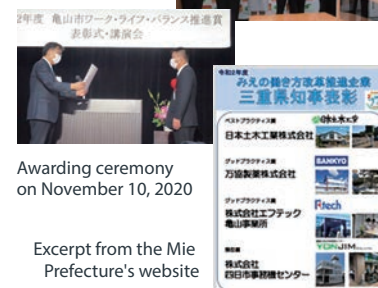 2年度 亀山市ワーク・ライフ・バランス推進賞
表彰式・講演会
Awarding ceremony
on November 10, 2020
Excerpt from the Mie
Prefecture's website
令和2年度
みえの働き方改革推進企業
三重県知事表彰
ベストプラクティス賞
日本土木工業株式会社
グッドプラクティス賞
BANKYO
万協製薬株式会社
グッドプラクティス賞
Ftech
株式会社エフテック
亀山事業所
YONJIM
株式会社
四日市事務機センター